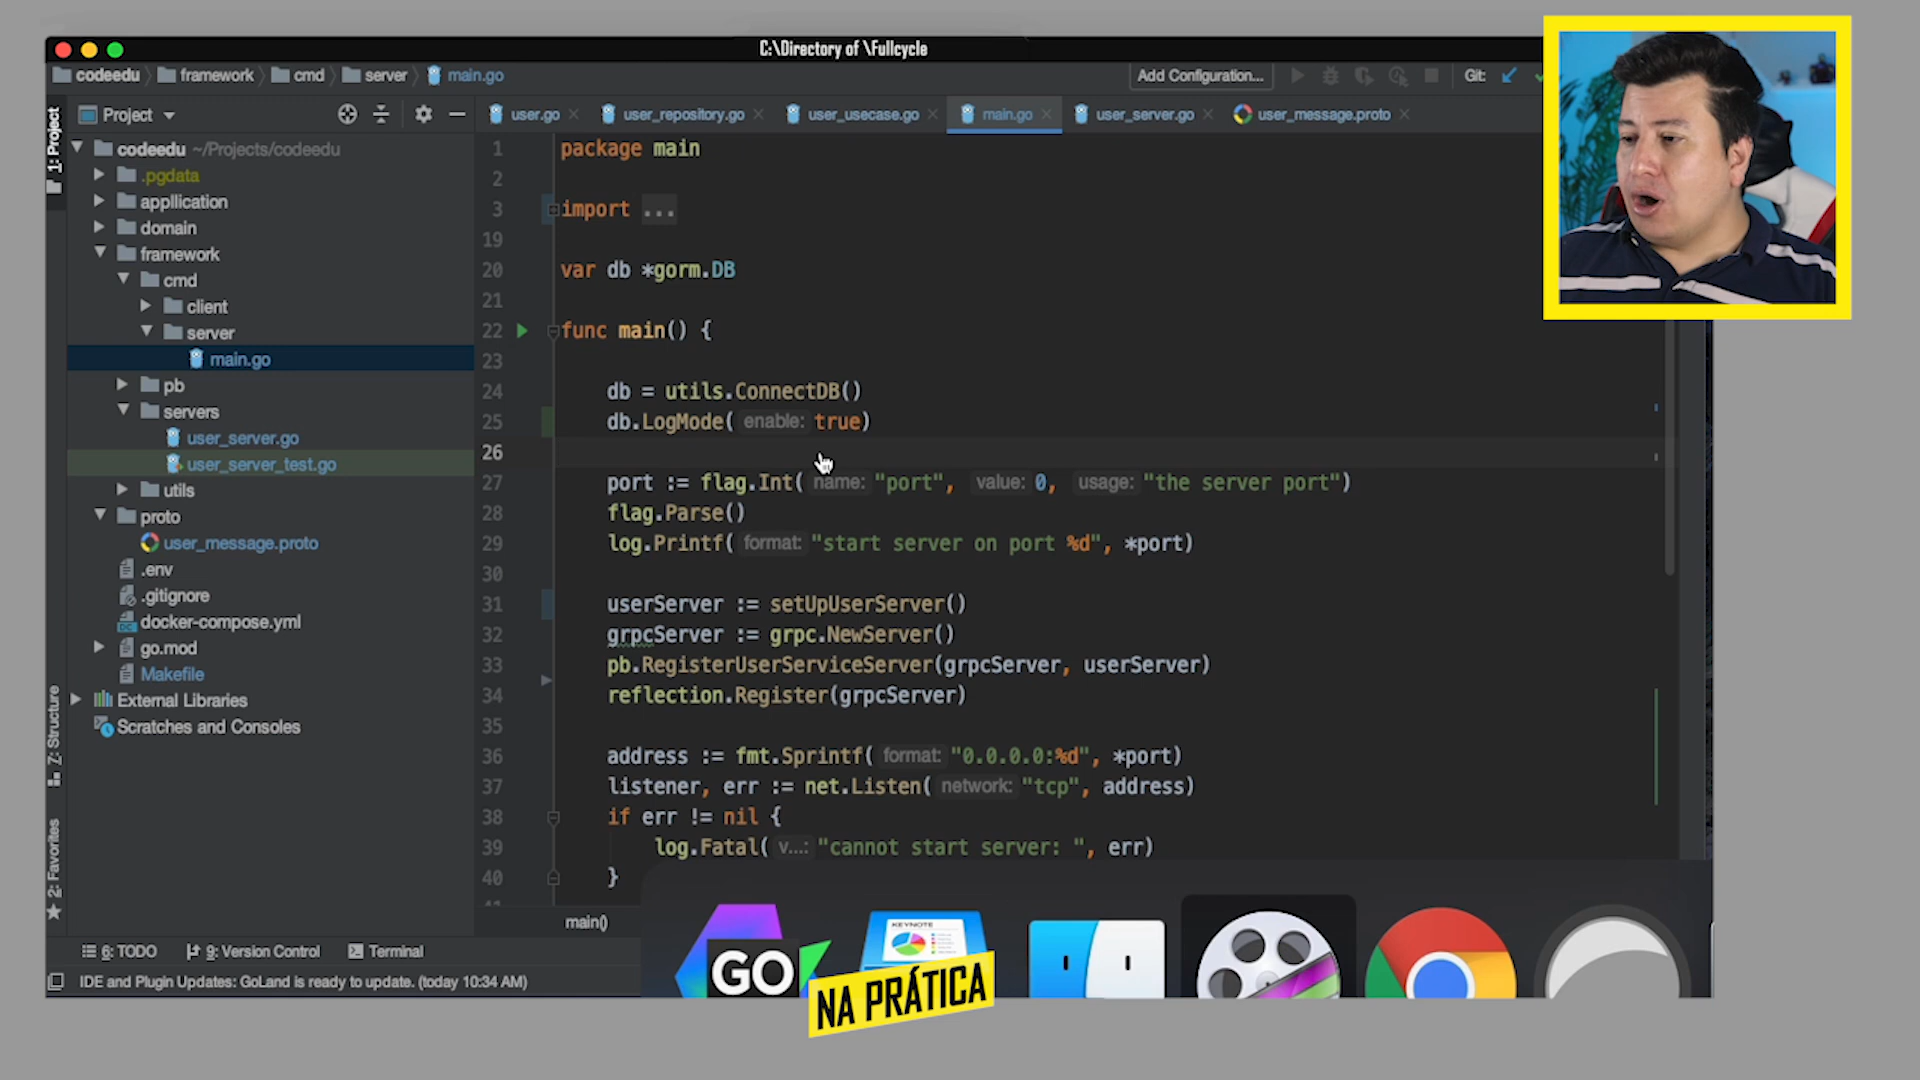 C:\Directory of \Fullcycle
codeedu framework cmd server main.go
Add Configuration...
Git:
1: Project
Project
user.go
user_repository.go
user_usecase.go
main.go
user_server.go
user_message.proto
codeedu ~/Projects/codeedu
.pgdata
appllication
domain
framework
cmd
client
server
main.go
pb
servers
user_server.go
user_server_test.go
utils
proto
user_message.proto
.env
.gitignore
docker-compose.yml
go.mod
Makefile
External Libraries
Scratches and Consoles
Z: Structure
2: Favorites
1 package main
2
3 import ...
19
20 var db *gorm.DB
21
22 func main() {
23
24 db = utils.ConnectDB()
25 db.LogMode( enable: true)
26
27 port := flag.Int( name: "port", value: 0, usage: "the server port")
28 flag.Parse()
29 log.Printf( format: "start server on port %d", *port)
30
31 userServer := setUpUserServer()
32 grpcServer := grpc.NewServer()
33 pb.RegisterUserServiceServer(grpcServer, userServer)
34 reflection.Register(grpcServer)
35
36 address := fmt.Sprintf( format: "0.0.0.0:%d", *port)
37 listener, err := net.Listen( network: "tcp", address)
38 if err != nil {
39 log.Fatal( v...: "cannot start server: ", err)
40 }
main()
6: TODO
9: Version Control
Terminal
IDE and Plugin Updates: GoLand is ready to update. (today 10:34 AM)
GO
KEYNOTE
NA PRÁTICA